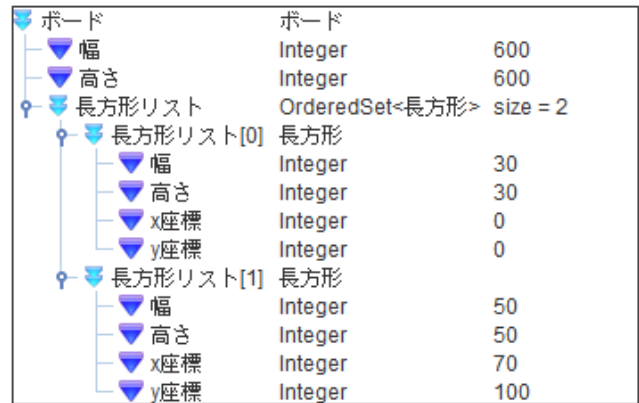 ボード ボード
幅 Integer 600
高さ Integer 600
長方形リスト OrderedSet<長方形> size = 2
長方形リスト[0] 長方形
幅 Integer 30
高さ Integer 30
x座標 Integer 0
y座標 Integer 0
長方形リスト[1] 長方形
幅 Integer 50
高さ Integer 50
x座標 Integer 70
y座標 Integer 100